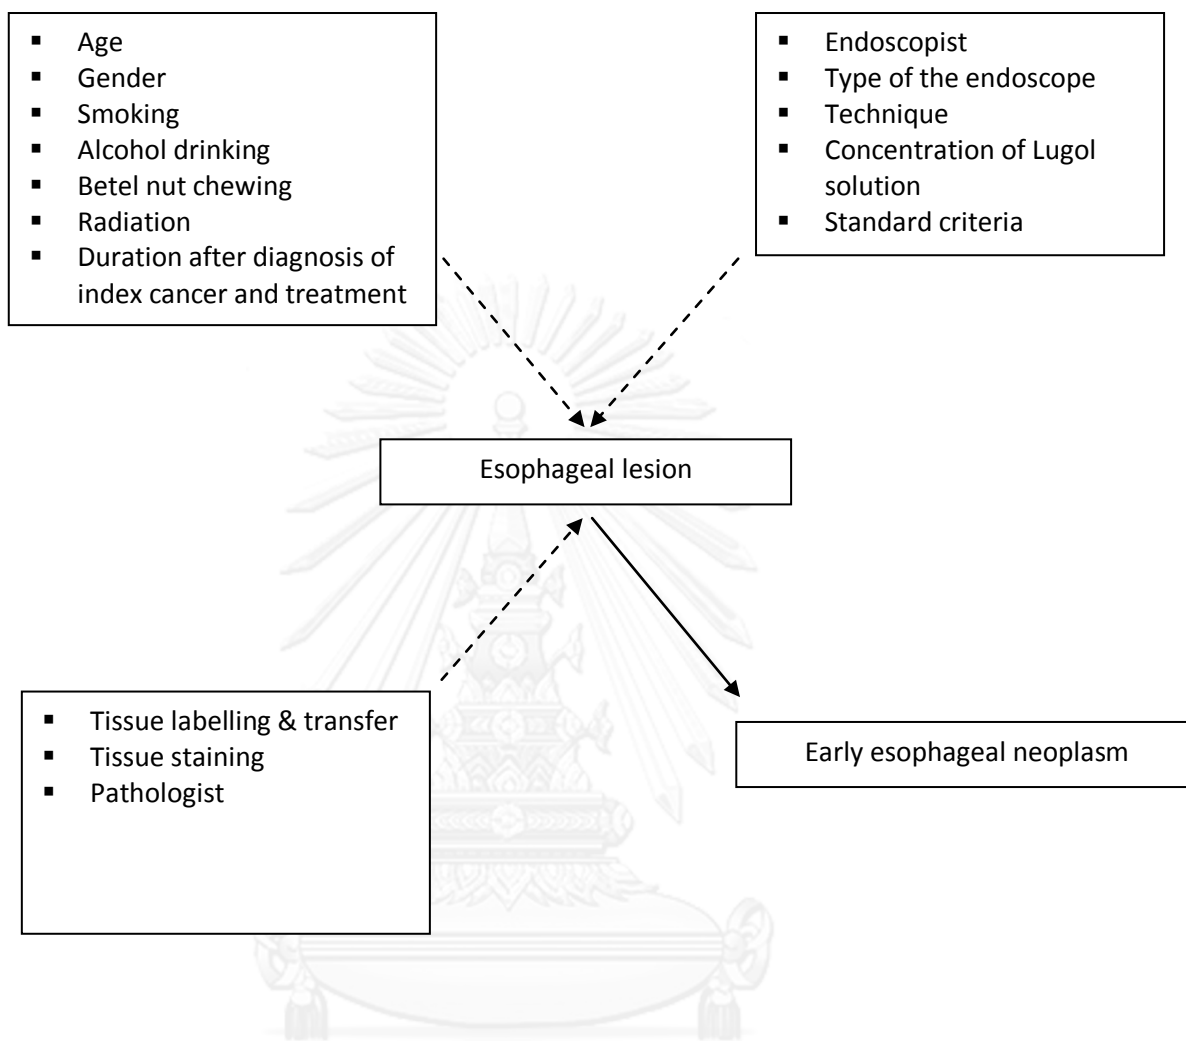 ▪ Age
▪ Gender
▪ Smoking
▪ Alcohol drinking
▪ Betel nut chewing
▪ Radiation
▪ Duration after diagnosis of
index cancer and treatment
▪ Endoscopist
▪ Type of the endoscope
▪ Technique
▪ Concentration of Lugol
solution
▪ Standard criteria
Esophageal lesion
▪ Tissue labelling & transfer
▪ Tissue staining
▪ Pathologist
Early esophageal neoplasm